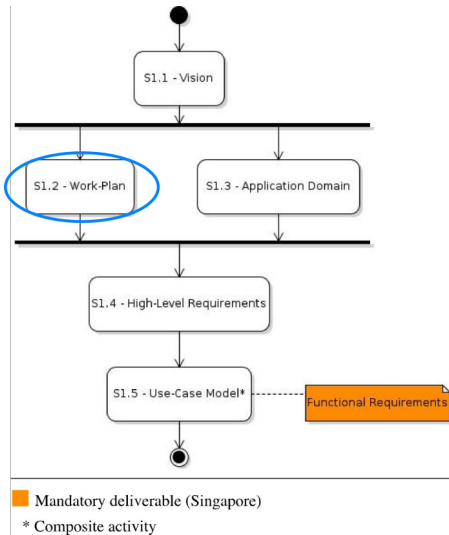 S1.1 - Vision
S1.2 - Work-Plan
S1.3 - Application Domain
S1.4 - High-Level Requirements
S1.5 - Use-Case Model*
Functional Requirements
Mandatory deliverable (Singapore)
* Composite activity